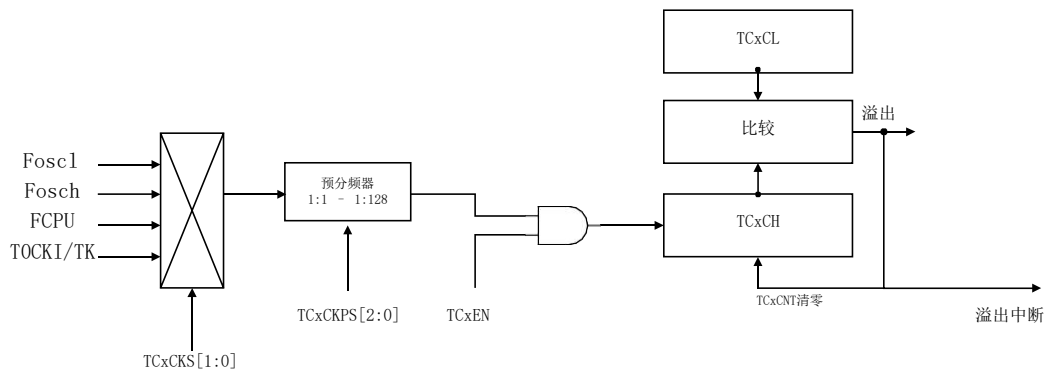 TCxCL
比较
溢出
Foscl
Fosch
FCPU
TOCKI/TK
预分频器
1:1 - 1:128
TCxCH
TCxCNT清零
溢出中断
TCxCKPS[2:0]
TCxEN
TCxCKS[1:0]